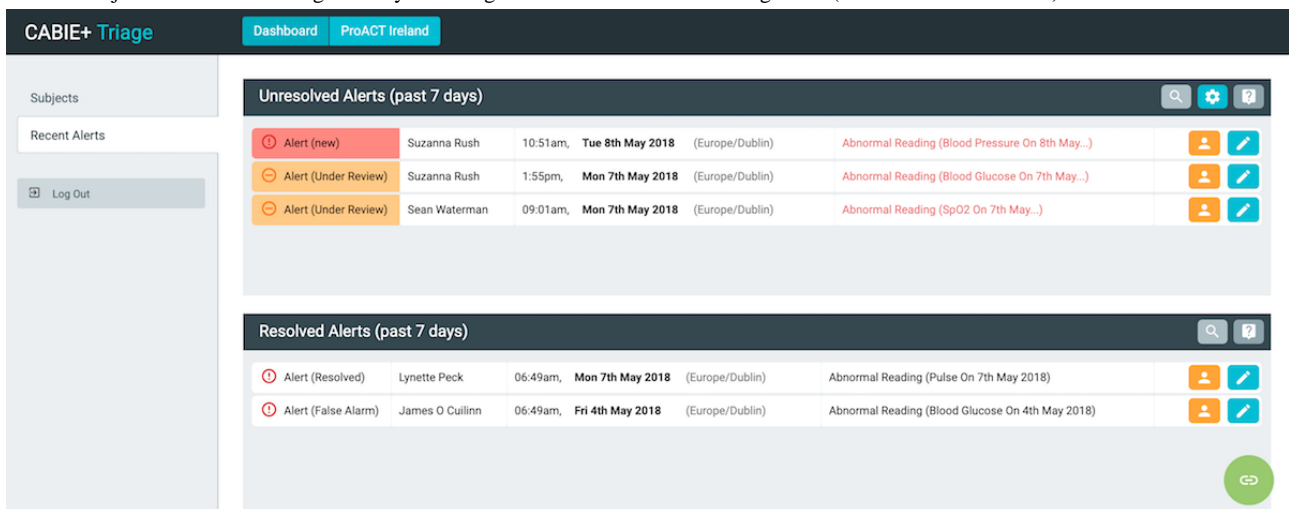 CABIE+ Triage
Dashboard
ProACT Ireland
Subjects
Recent Alerts
Log Out
Unresolved Alerts (past 7 days)
Alert (new) Suzanna Rush 10:51am, Tue 8th May 2018 (Europe/Dublin) Abnormal Reading (Blood Pressure On 8th May...)
Alert (Under Review) Suzanna Rush 1:55pm, Mon 7th May 2018 (Europe/Dublin) Abnormal Reading (Blood Glucose On 7th May...)
Alert (Under Review) Sean Waterman 09:01am, Mon 7th May 2018 (Europe/Dublin) Abnormal Reading (SpO2 On 7th May...)
Resolved Alerts (past 7 days)
Alert (Resolved) Lynette Peck 06:49am, Mon 7th May 2018 (Europe/Dublin) Abnormal Reading (Pulse On 7th May 2018)
Alert (False Alarm) James O Cuilinn 06:49am, Fri 4th May 2018 (Europe/Dublin) Abnormal Reading (Blood Glucose On 4th May 2018)